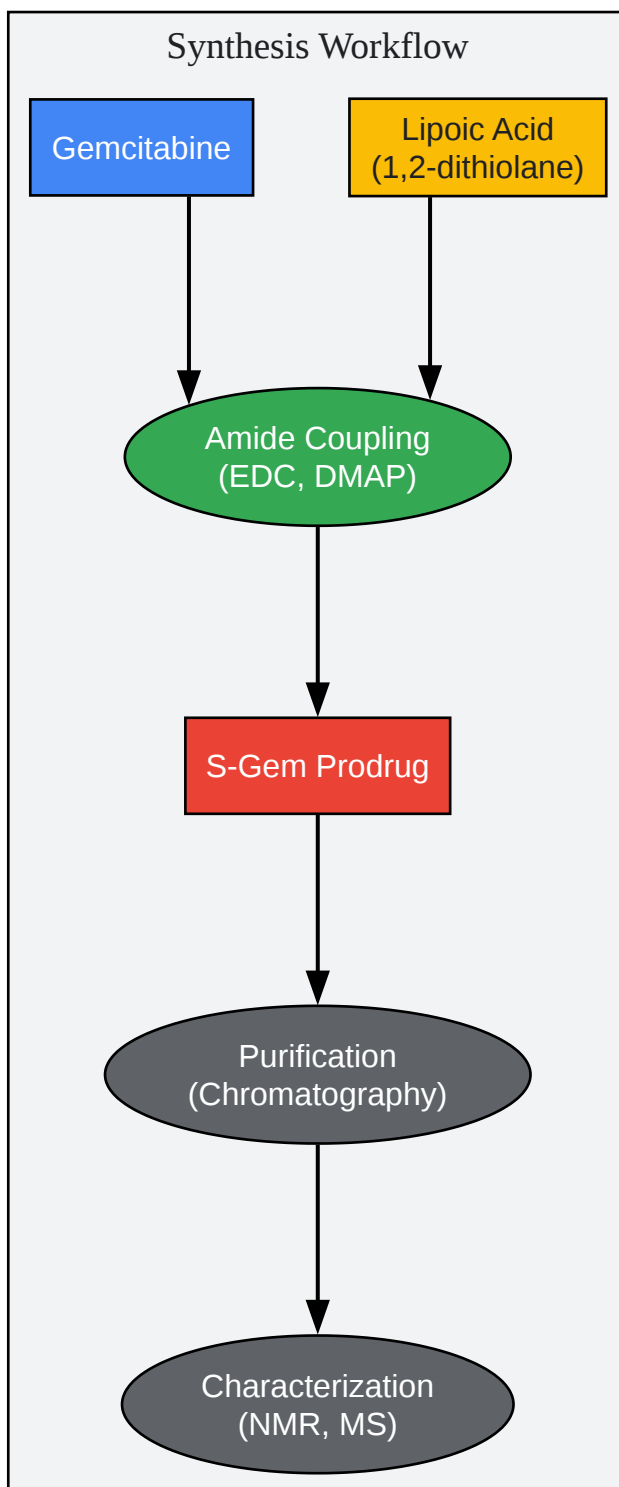 Synthesis Workflow
Gemcitabine
Lipoic Acid
(1,2-dithiolane)
Amide Coupling
(EDC, DMAP)
S-Gem Prodrug
Purification
(Chromatography)
Characterization
(NMR, MS)